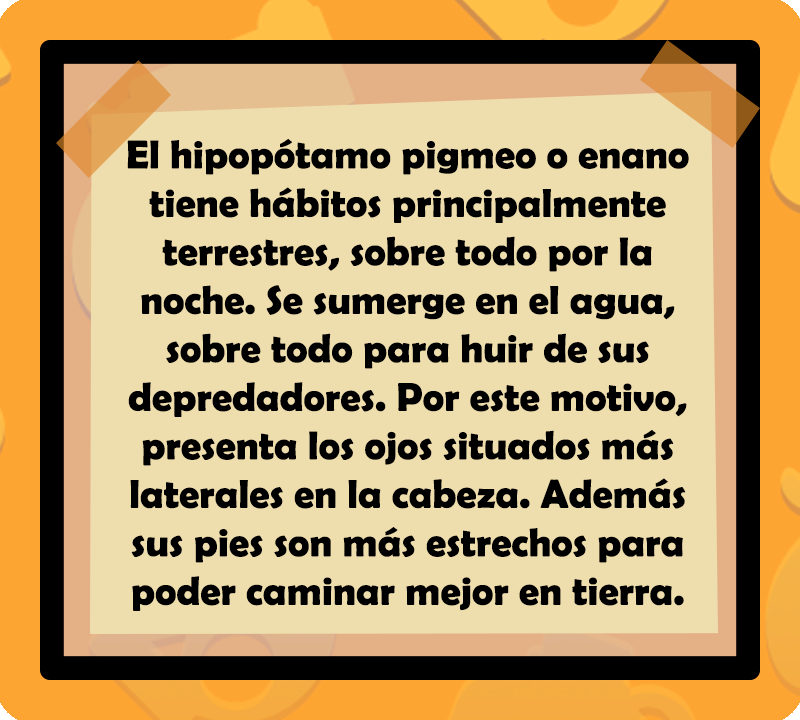 El hipopótamo pigmeo o enano
tiene hábitos principalmente
terrestres, sobre todo por la
noche. Se sumerge en el agua,
sobre todo para huir de sus
depredadores. Por este motivo,
presenta los ojos situados más
laterales en la cabeza. Además
sus pies son más estrechos para
poder caminar mejor en tierra.